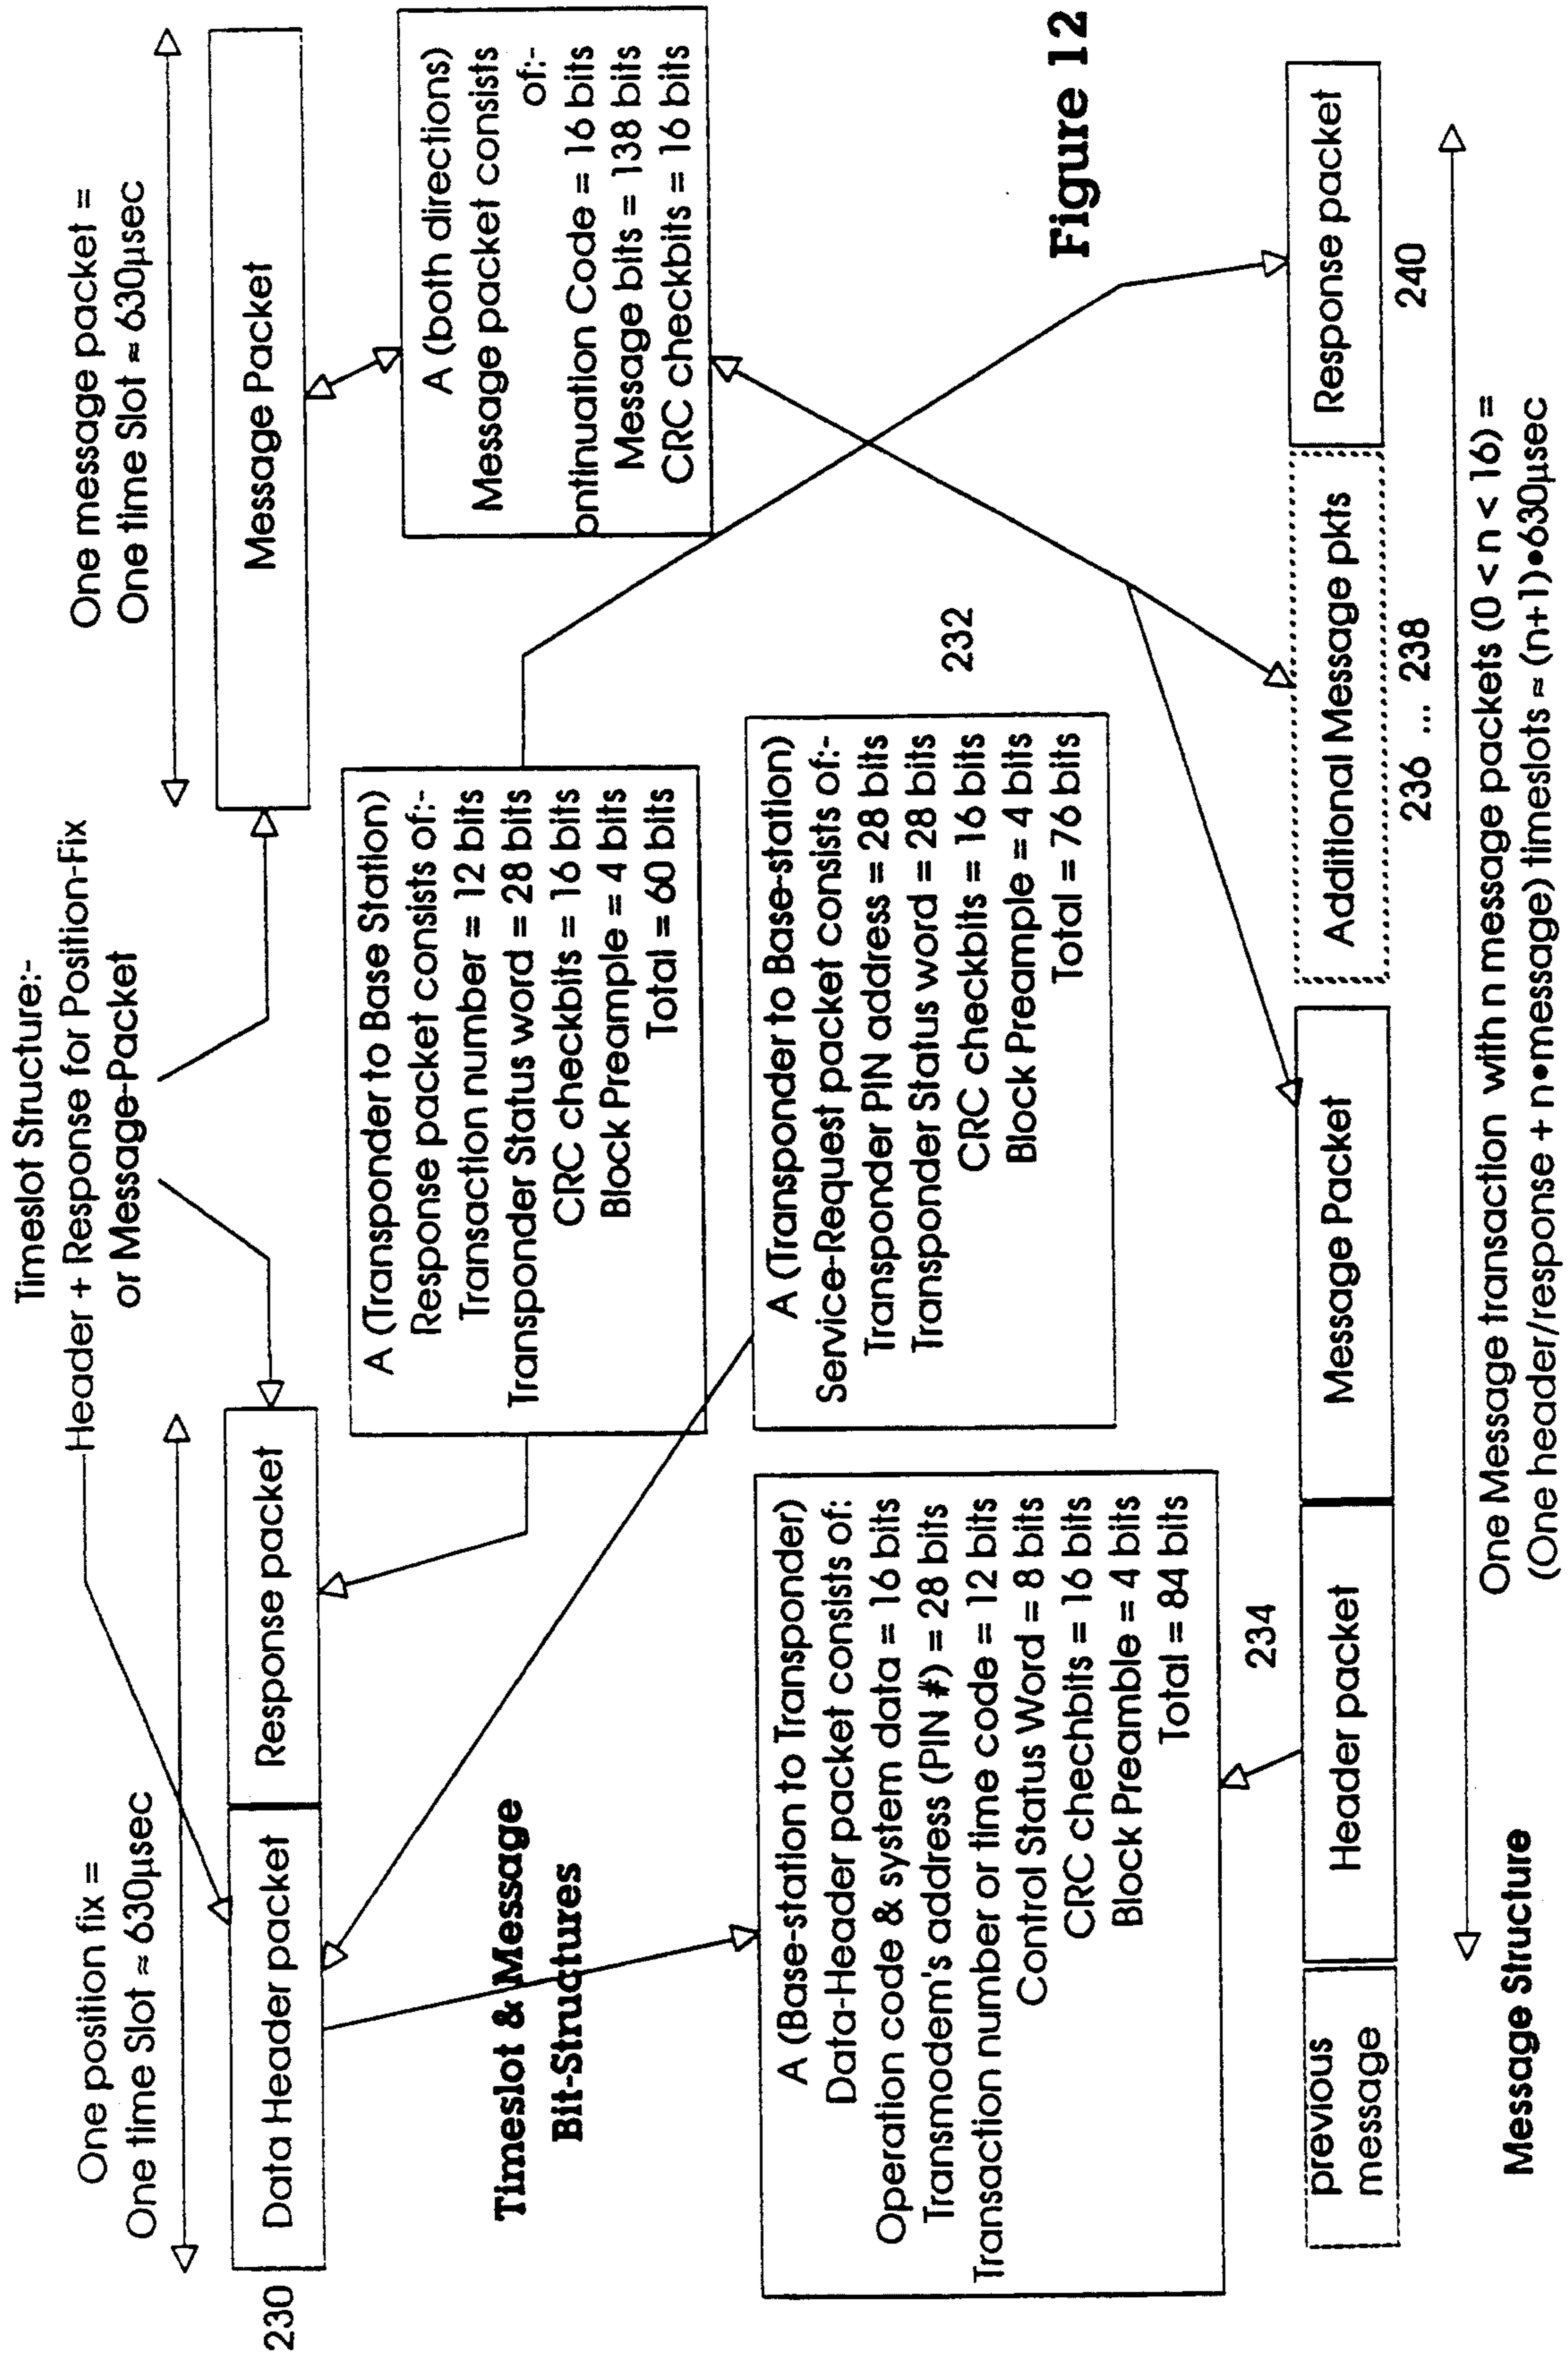 Timeslot Structure:-
Header + Response for Position-Fix
or Message-Packet
One position fix =
One time Slot ≈ 630µsec
One message packet =
One time Slot ≈ 630µsec
230
Data Header packet
Response packet
Message Packet
A (Transponder to Base Station)
Response packet consists of:-
Transaction number = 12 bits
Transponder Status word = 28 bits
CRC checkbits = 16 bits
Block Preample = 4 bits
Total = 60 bits
A (both directions)
Message packet consists
of:-
ontinuation Code = 16 bits
Message bits = 138 bits
CRC checkbits = 16 bits
Timeslot & Message
Bit-Structures
A (Base-station to Transponder)
Data-Header packet consists of:
Operation code & system data = 16 bits
Transmodem's address (PIN #) = 28 bits
Transaction number or time code = 12 bits
Control Status Word = 8 bits
CRC chechbits = 16 bits
Block Preamble = 4 bits
Total = 84 bits
A (Transponder to Base-station)
Service-Request packet consists of:-
Transponder PIN address = 28 bits
Transponder Status word = 28 bits
CRC checkbits = 16 bits
Block Preample = 4 bits
Total = 76 bits
232
Figure 12
234
previous
message
Header packet
Message Packet
Additional Message pkts
Response packet
236 ... 238
240
Message Structure
One Message transaction with n message packets (0 < n < 16) =
(One header/response + n•message) timeslots ≈ (n+1)•630µsec